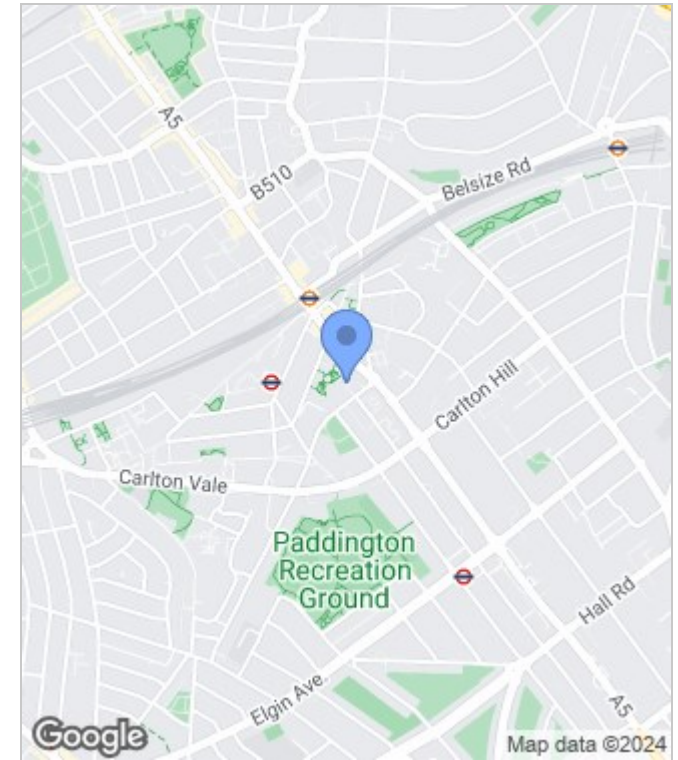 A5
B510
Belsize Rd
Carlton Hill
Carlton Vale
Paddington
Recreation
Ground
Hall Rd
Elgin Ave.
A5
Google
Map data ©2024